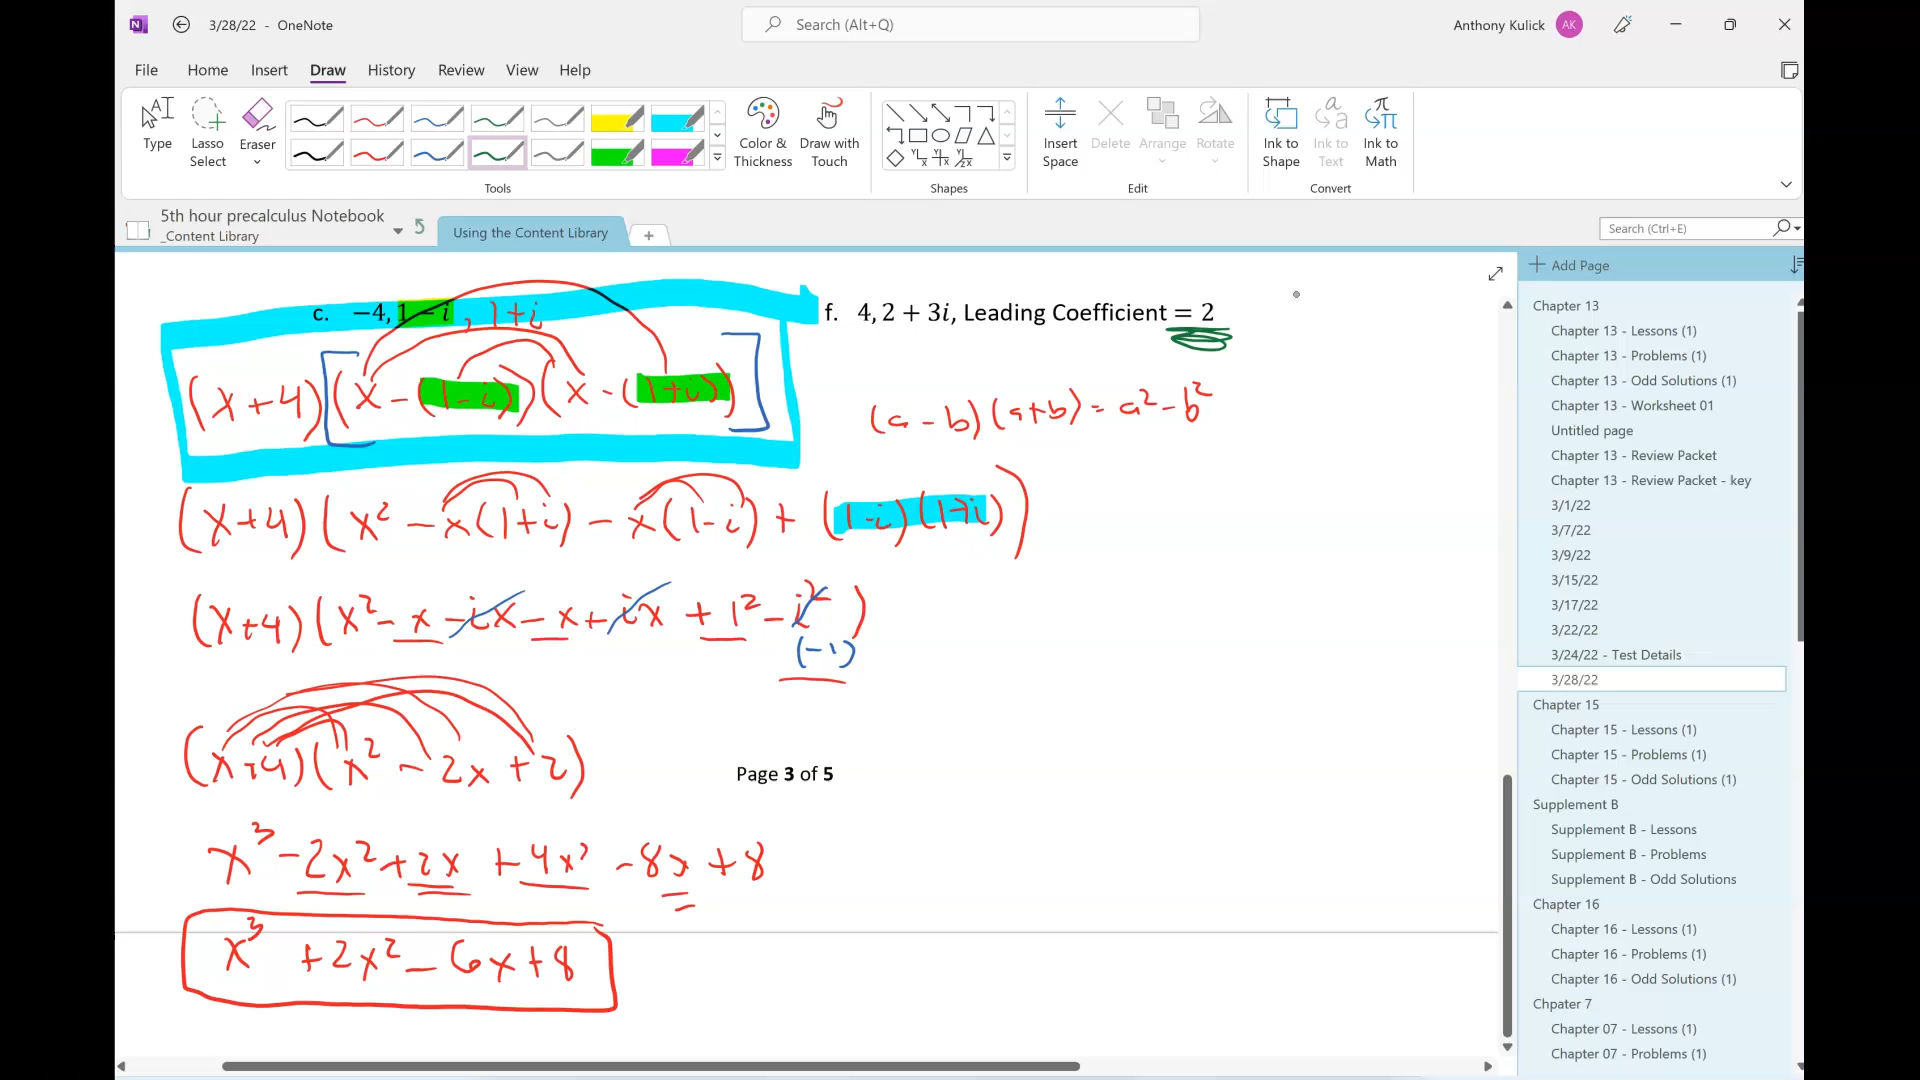 3/28/22 - OneNote
Search (Alt+Q)
Anthony Kulick AK
File Home Insert Draw History Review View Help
Type
Lasso Select
Eraser
Color & Thickness
Draw with Touch
Insert Space
Delete
Arrange
Rotate
Ink to Shape
Ink to Text
Ink to Math
Tools
Shapes
Edit
Convert
5th hour precalculus Notebook
_Content Library
Using the Content Library
Search (Ctrl+E)
c. −4, 1 − i , 1+i
(x+4)[(x-(1-i))(x-(1+i))]
(x+4)(x² - x(1+i) - x(1-i) + (1-i)(1+i))
(x+4)(x² - x - ix - x + ix + 1² - i²)
(-1)
(x+4)(x² - 2x + 2)
x³ - 2x² + 2x + 4x² - 8x + 8
x³ + 2x² - 6x + 8
f. 4, 2 + 3i, Leading Coefficient = 2
(a - b)(a+b) = a² - b²
Page 3 of 5
Add Page
Chapter 13
Chapter 13 - Lessons (1)
Chapter 13 - Problems (1)
Chapter 13 - Odd Solutions (1)
Chapter 13 - Worksheet 01
Untitled page
Chapter 13 - Review Packet
Chapter 13 - Review Packet - key
3/1/22
3/7/22
3/9/22
3/15/22
3/17/22
3/22/22
3/24/22 - Test Details
3/28/22
Chapter 15
Chapter 15 - Lessons (1)
Chapter 15 - Problems (1)
Chapter 15 - Odd Solutions (1)
Supplement B
Supplement B - Lessons
Supplement B - Problems
Supplement B - Odd Solutions
Chapter 16
Chapter 16 - Lessons (1)
Chapter 16 - Problems (1)
Chapter 16 - Odd Solutions (1)
Chpater 7
Chapter 07 - Lessons (1)
Chapter 07 - Problems (1)